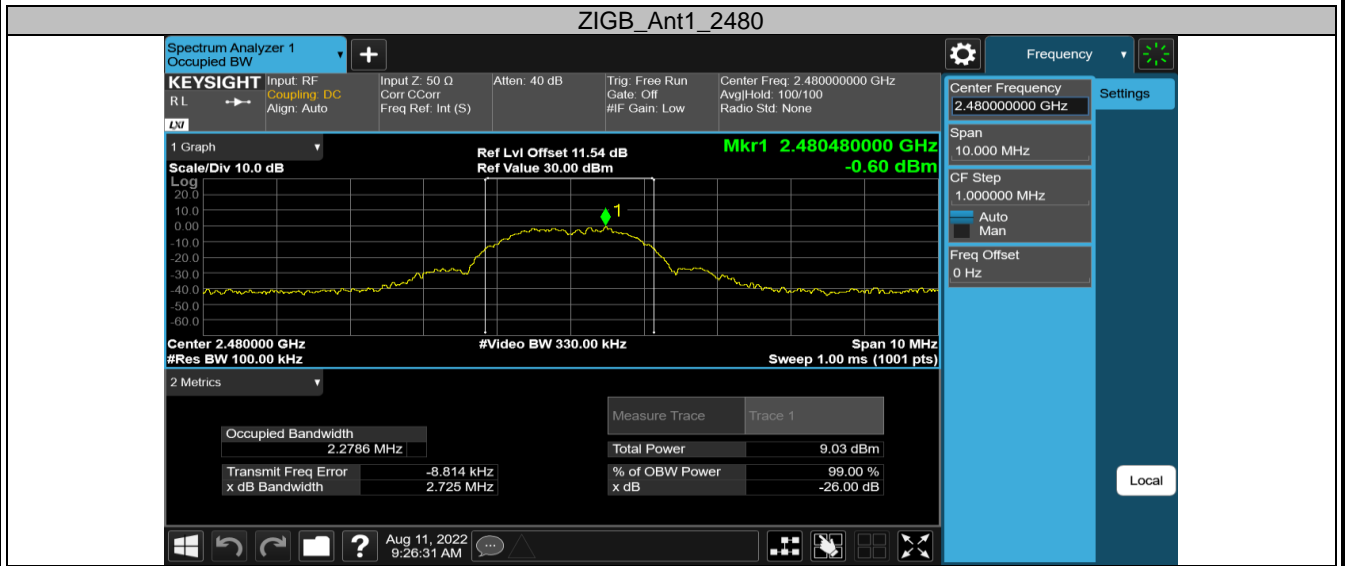 ZIGB_Ant1_2480
Spectrum Analyzer 1
Occupied BW
+
Frequency
KEYSIGHT
R L
LXI
Input: RF
Coupling: DC
Align: Auto
Input Z: 50 Ω
Corr CCorr
Freq Ref: Int (S)
Atten: 40 dB
Trig: Free Run
Gate: Off
#IF Gain: Low
Center Freq: 2.480000000 GHz
Avg|Hold: 100/100
Radio Std: None
Center Frequency
2.480000000 GHz
Settings
Span
10.000 MHz
CF Step
1.000000 MHz
Auto
Man
Freq Offset
0 Hz
1 Graph
Scale/Div 10.0 dB
Ref Lvl Offset 11.54 dB
Ref Value 30.00 dBm
Mkr1 2.480480000 GHz
-0.60 dBm
Log
20.0
10.0
0.00
-10.0
-20.0
-30.0
-40.0
-50.0
-60.0
1
Center 2.480000 GHz
#Video BW 330.00 kHz
Span 10 MHz
#Res BW 100.00 kHz
Sweep 1.00 ms (1001 pts)
2 Metrics
Measure Trace
Trace 1
Occupied Bandwidth
2.2786 MHz
Total Power
9.03 dBm
Transmit Freq Error
-8.814 kHz
% of OBW Power
99.00 %
x dB Bandwidth
2.725 MHz
x dB
-26.00 dB
Local
?
Aug 11, 2022
9:26:31 AM